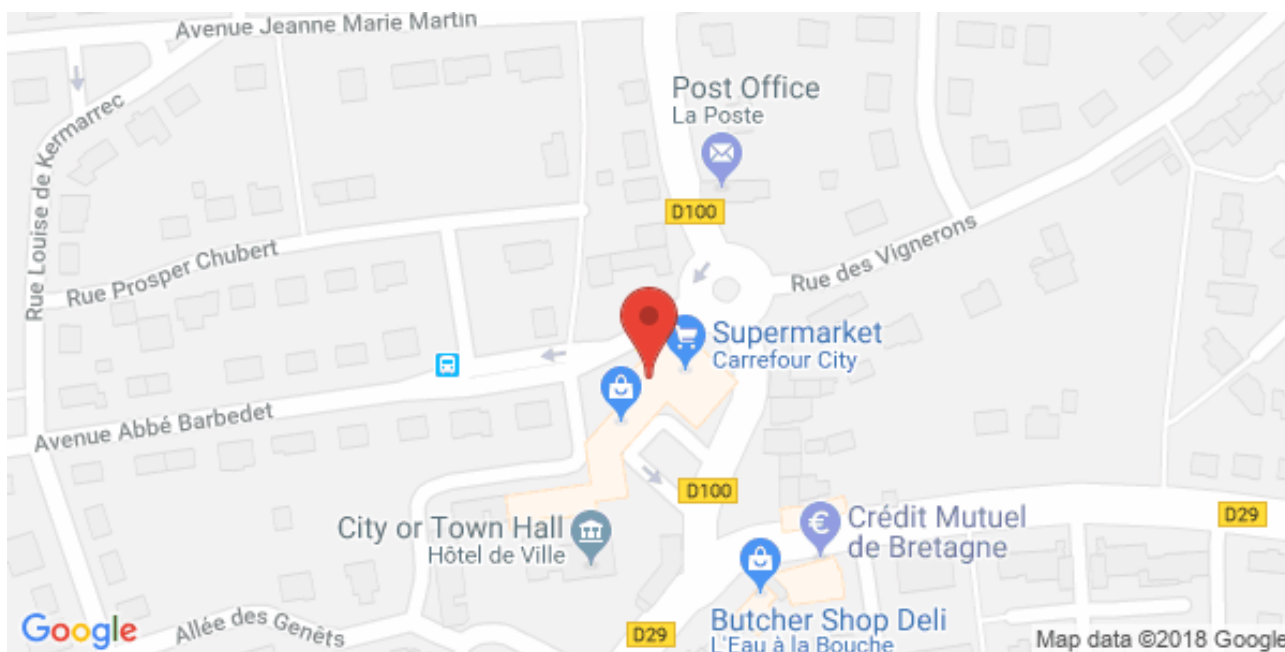 Avenue Jeanne Marie Martin
Rue Louise de Kermarrec
Post Office
La Poste
D100
Rue Prosper Chubert
Rue des Vignerons
Supermarket
Carrefour City
Avenue Abbé Barbedet
D100
City or Town Hall
Hôtel de Ville
Crédit Mutuel
de Bretagne
D29
Allée des Genêts
Butcher Shop Deli
L'Eau à la Bouche
D29
Google
Map data ©2018 Google